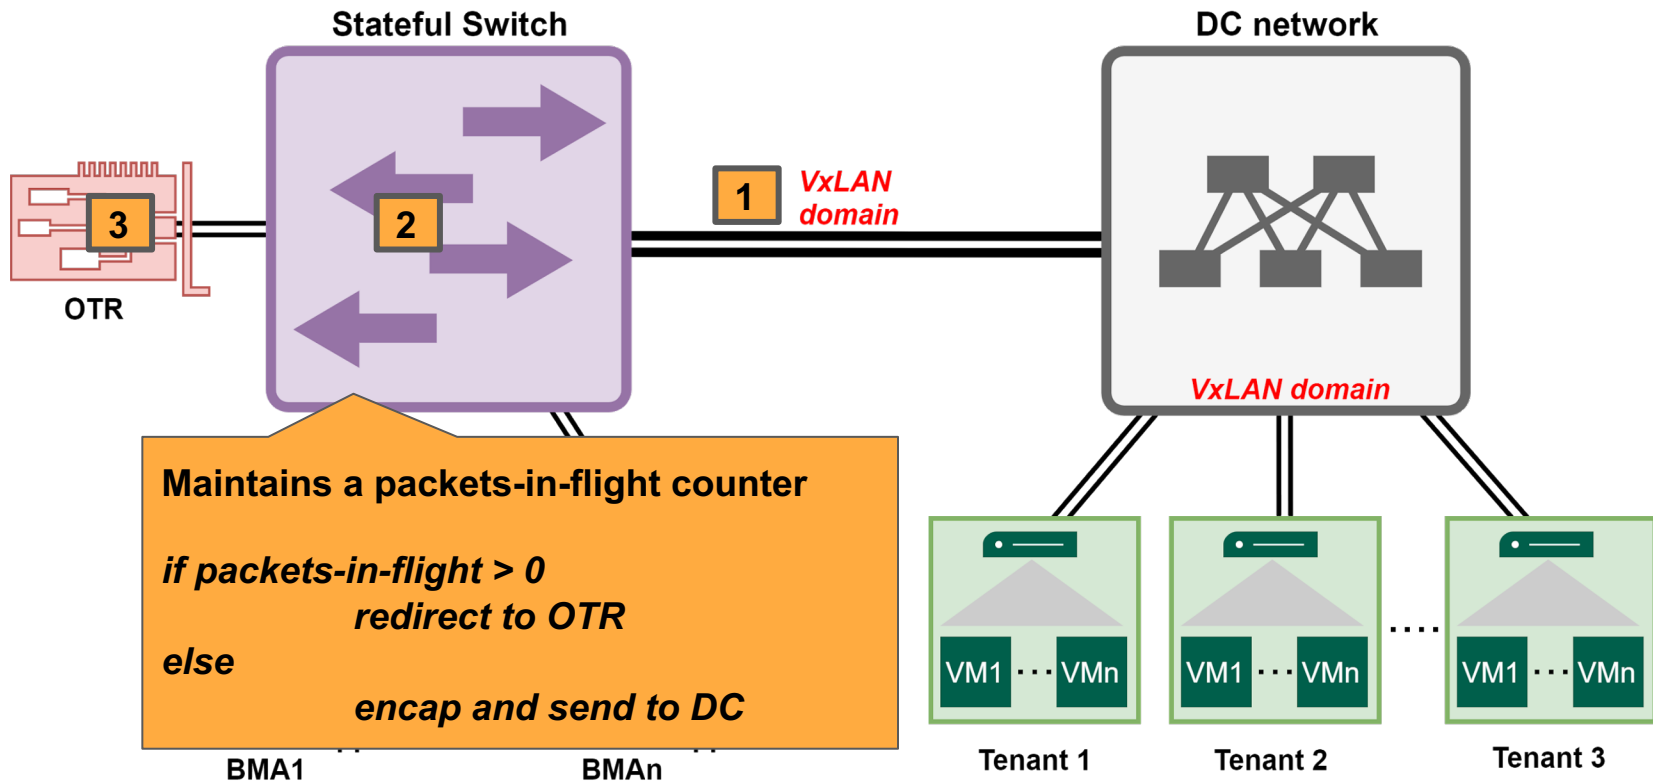 Stateful Switch
DC network
1
VxLAN
domain
3
2
OTR
VxLAN domain
Maintains a packets-in-flight counter
if packets-in-flight > 0
redirect to OTR
else
encap and send to DC
VM1 ... VMn
VM1 ... VMn
....
VM1 ... VMn
BMA1
BMAn
Tenant 1
Tenant 2
Tenant 3